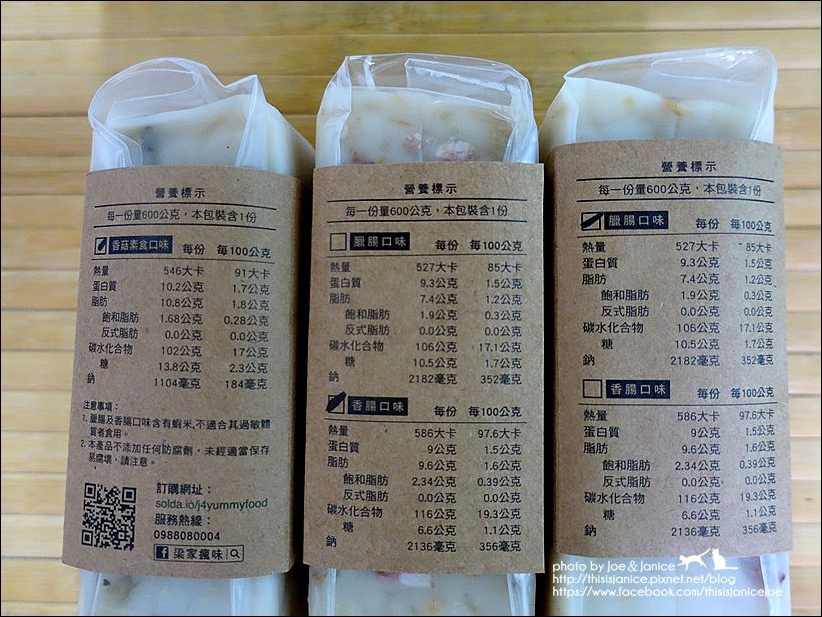 營養標示
每一份量600公克，本包裝含1份
香菇素食口味 每份 每100公克
熱量 546大卡 91大卡
蛋白質 10.2公克 1.7公克
脂肪 10.8公克 1.8公克
飽和脂肪 1.68公克 0.28公克
反式脂肪 0.0公克 0.0公克
碳水化合物 102公克 17公克
糖 13.8公克 2.3公克
鈉 1104毫克 184毫克
注意事項：
1. 臘腸及香腸口味含有蝦米,不適合其過敏體
質者食用。
2. 本產品不添加任何防腐劑，未經適當保存
易腐壞，請注意。
訂購網址：
solda.io/j4yummyfood
服務熱線：
0988080004
梁家瘋味
營養標示
每一份量600公克，本包裝含1份
臘腸口味 每份 每100公克
熱量 527大卡 85大卡
蛋白質 9.3公克 1.5公克
脂肪 7.4公克 1.2公克
飽和脂肪 1.9公克 0.3公克
反式脂肪 0.0公克 0.0公克
碳水化合物 106公克 17.1公克
糖 10.5公克 1.7公克
鈉 2182毫克 352毫克
香腸口味 每份 每100公克
熱量 586大卡 97.6大卡
蛋白質 9公克 1.5公克
脂肪 9.6公克 1.6公克
飽和脂肪 2.34公克 0.39公克
反式脂肪 0.0公克 0.0公克
碳水化合物 116公克 19.3公克
糖 6.6公克 1.1公克
鈉 2136毫克 356毫克
營養標示
每一份量600公克，本包裝含1份
臘腸口味 每份 每100公克
熱量 527大卡 85大卡
蛋白質 9.3公克 1.5公克
脂肪 7.4公克 1.2公克
飽和脂肪 1.9公克 0.3公克
反式脂肪 0.0公克 0.0公克
碳水化合物 106公克 17.1公克
糖 10.5公克 1.7公克
鈉 2182毫克 352毫克
香腸口味 每份 每100公克
熱量 586大卡 97.6大卡
蛋白質 9公克 1.5公克
脂肪 9.6公克 1.6公克
飽和脂肪 2.34公克 0.39公克
反式脂肪 0.0公克 0.0公克
碳水化合物 116公克 19.3公克
糖 6.6公克 1.1公克
鈉 2136毫克 356毫克
photo by Joe & Janice
http://thisisjanice.pixnet.net/blog
https://www.facebook.com/thisisjanicejoe